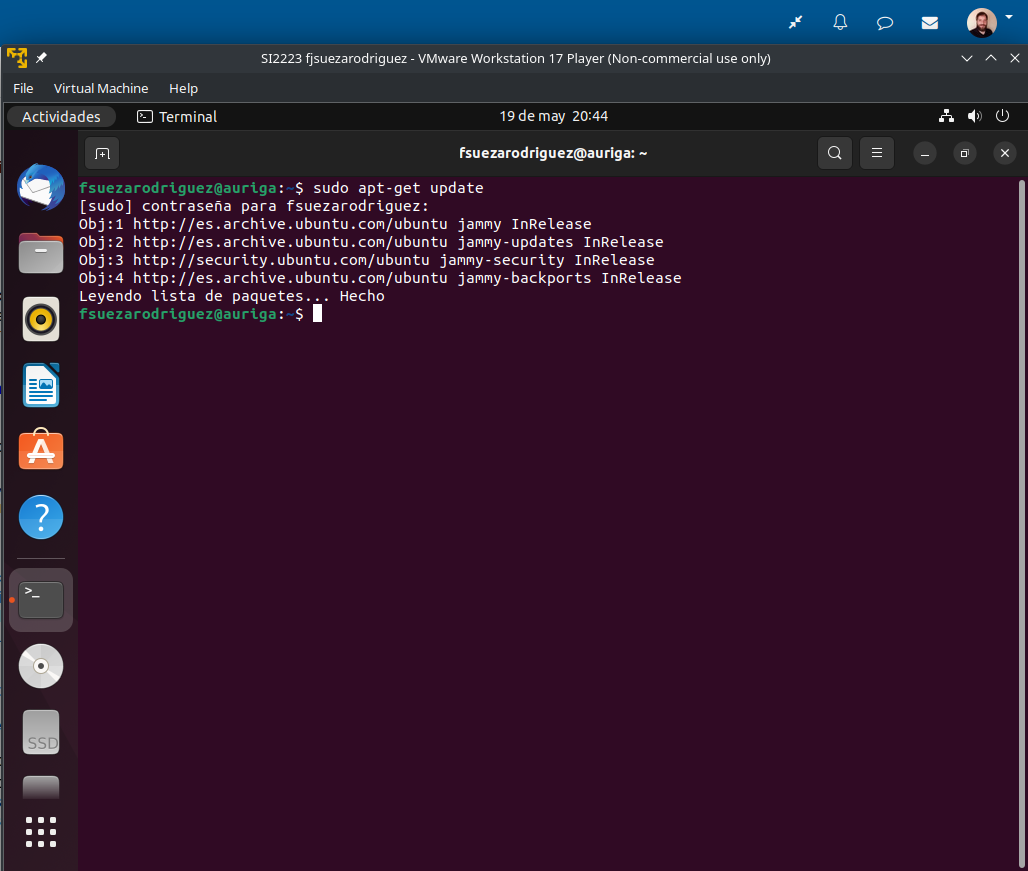 SI2223 fjsuezarodriguez - VMware Workstation 17 Player (Non-commercial use only)
File Virtual Machine Help
Actividades Terminal 19 de may 20:44
fsuezarodriguez@auriga: ~
fsuezarodriguez@auriga:~$ sudo apt-get update
[sudo] contraseña para fsuezarodriguez:
Obj:1 http://es.archive.ubuntu.com/ubuntu jammy InRelease
Obj:2 http://es.archive.ubuntu.com/ubuntu jammy-updates InRelease
Obj:3 http://security.ubuntu.com/ubuntu jammy-security InRelease
Obj:4 http://es.archive.ubuntu.com/ubuntu jammy-backports InRelease
Leyendo lista de paquetes... Hecho
fsuezarodriguez@auriga:~$
?
>_
SSD